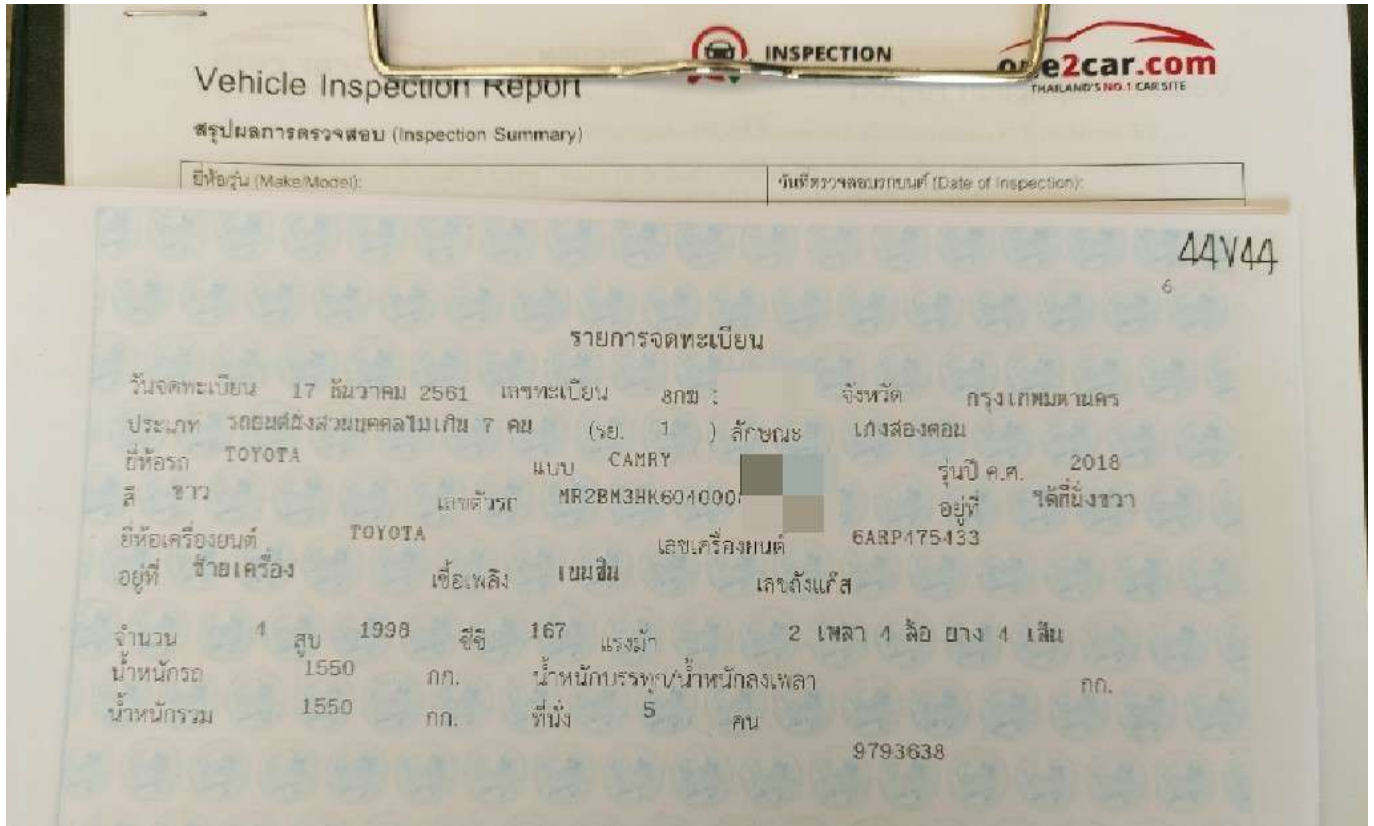 INSPECTION
one2car.com
THAILAND'S NO.1 CAR SITE
Vehicle Inspection Report
สรุปผลการตรวจสอบ (Inspection Summary)
ยี่ห้อ/รุ่น (Make/Model): วันที่ตรวจสอบรถยนต์ (Date of Inspection):
44V44
6
รายการจดทะเบียน
วันจดทะเบียน 17 ธันวาคม 2561 เลขทะเบียน 8กฆ จังหวัด กรุงเทพมหานคร
ประเภท รถยนต์นั่งส่วนบุคคลไม่เกิน 7 คน (รย. 1 ) ลักษณะ เก๋งสองตอน
ยี่ห้อรถ TOYOTA แบบ CAMRY รุ่นปี ค.ศ. 2018
สี ขาว เลขตัวรถ MR2BM3HK604000 อยู่ที่ ใต้ที่นั่งขวา
ยี่ห้อเครื่องยนต์ TOYOTA เลขเครื่องยนต์ 6ARP475433
อยู่ที่ ซ้ายเครื่อง เชื้อเพลิง เบนซิน เลขถังแก๊ส
จำนวน 4 สูบ 1998 ซีซี 167 แรงม้า 2 เพลา 4 ล้อ ยาง 4 เส้น
น้ำหนักรถ 1550 กก. น้ำหนักบรรทุก/น้ำหนักลงเพลา กก.
น้ำหนักรวม 1550 กก. ที่นั่ง 5 คน
9793638